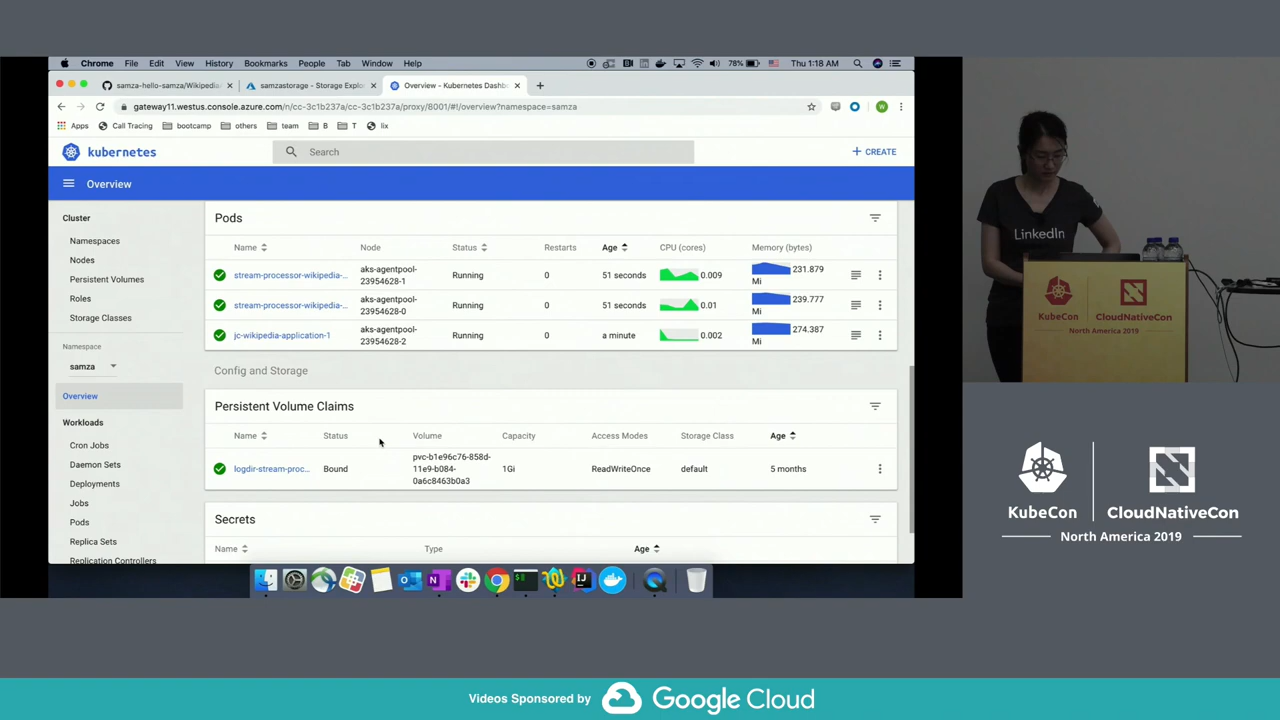 Chrome File Edit View History Bookmarks People Tab Window Help 78% Thu 1:18 AM
samza-hello-samza/Wikipedia samzastorage - Storage Explo Overview - Kubernetes Dashb
gateway11.westus.console.azure.com/n/cc-3c1b237a/cc-3c1b237a/proxy/8001/#!/overview?namespace=samza
Apps Call Tracing bootcamp others team B T lix
kubernetes Search + CREATE
Overview
Cluster
Namespaces
Nodes
Persistent Volumes
Roles
Storage Classes
Namespace
samza
Overview
Workloads
Cron Jobs
Daemon Sets
Deployments
Jobs
Pods
Replica Sets
Replication Controllers
Pods
Name Node Status Restarts Age CPU (cores) Memory (bytes)
stream-processor-wikipedia-... aks-agentpool-23954628-1 Running 0 51 seconds 0.009 231.879 Mi
stream-processor-wikipedia-... aks-agentpool-23954628-0 Running 0 51 seconds 0.01 239.777 Mi
jc-wikipedia-application-1 aks-agentpool-23954628-2 Running 0 a minute 0.002 274.387 Mi
Config and Storage
Persistent Volume Claims
Name Status Volume Capacity Access Modes Storage Class Age
logdir-stream-proc... Bound pvc-b1e96c76-858d-11e9-b084-0a6c8463b0a3 1Gi ReadWriteOnce default 5 months
Secrets
Name Type Age
LinkedIn
KubeCon CloudNativeCon
North America 2019
KubeCon CloudNativeCon
North America 2019
Videos Sponsored by Google Cloud